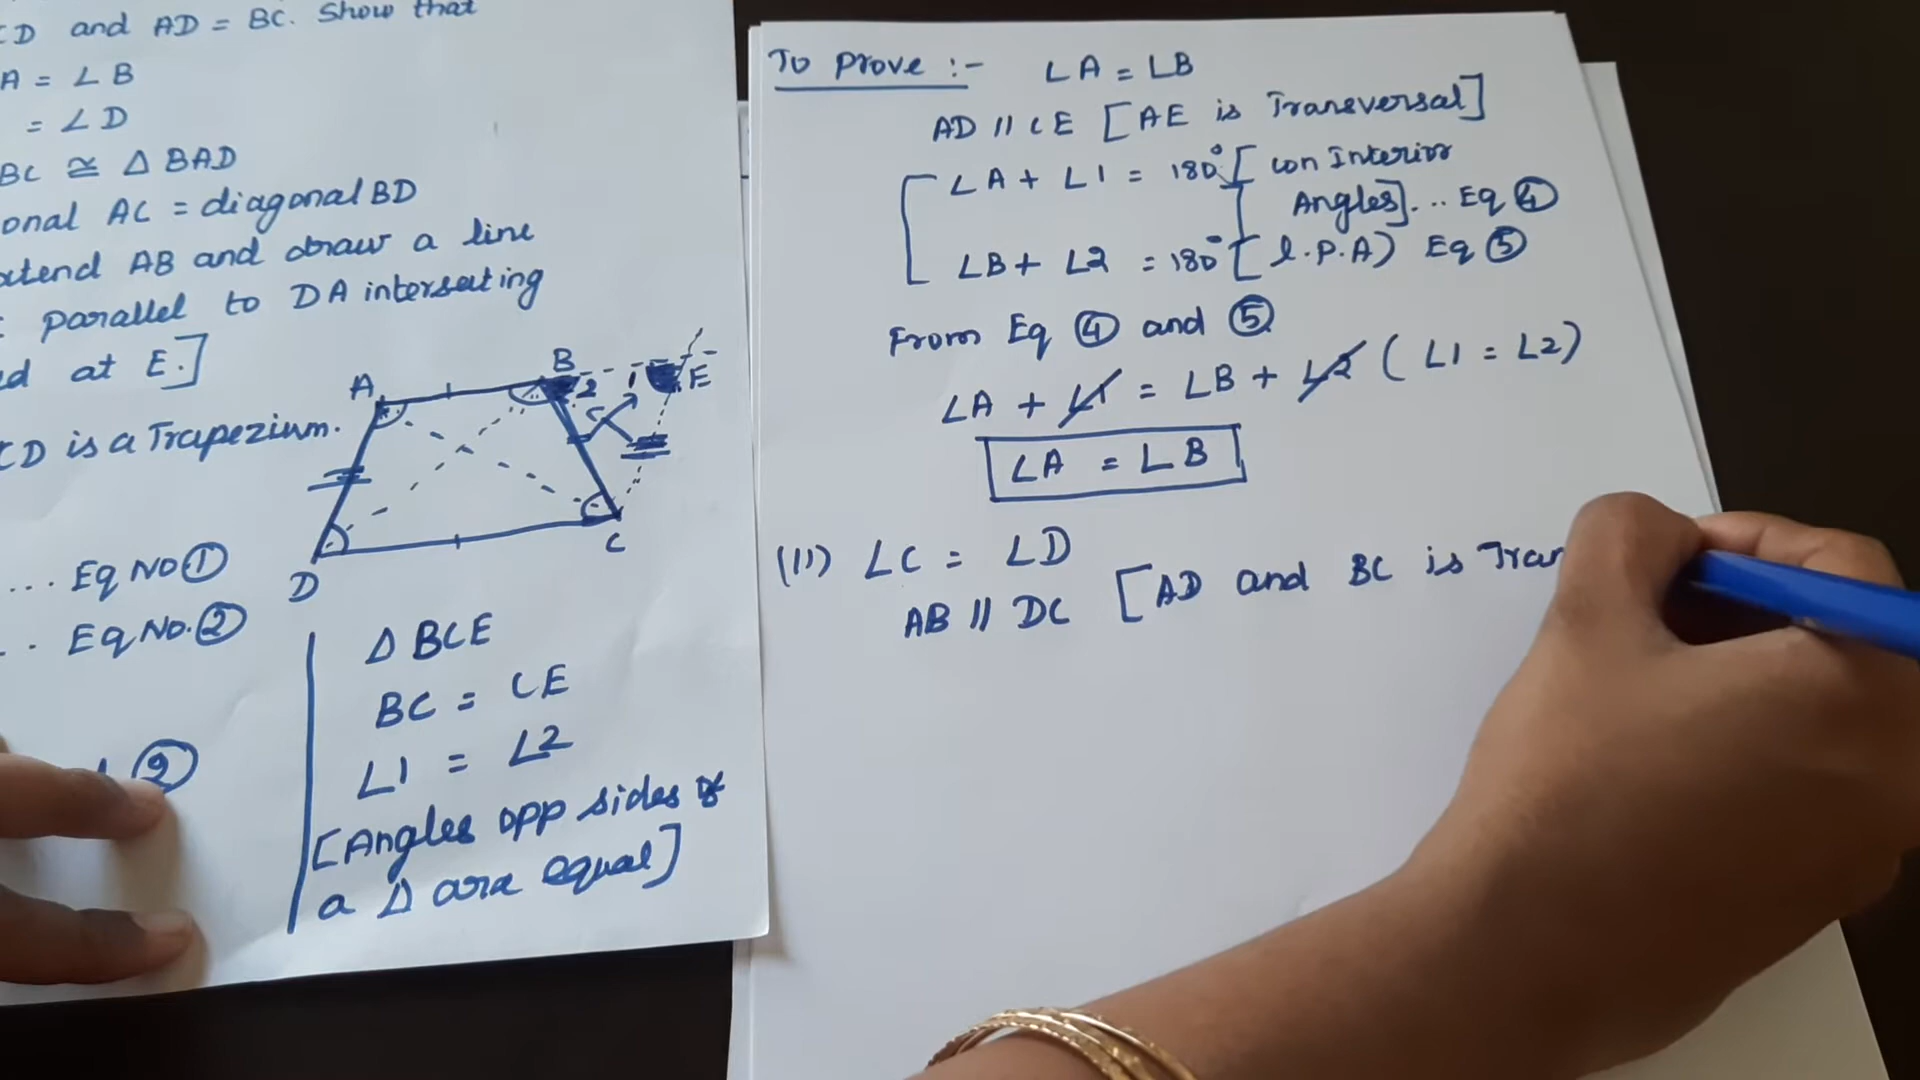 CD and AD = BC. Show that
A = ∠B
= ∠D
BC ≅ Δ BAD
onal AC = diagonal BD
xtend AB and draw a line
parallel to DA interseting
ed at E.]
CD is a Trapezium.
A
B
2
1
E
C
D
... Eq No ①
.. Eq No. ②
②
Δ BCE
BC = CE
∠1 = ∠2
[Angles opp sides of
a Δ are equal]
To prove :- ∠A = ∠B
AD // CE [AE is Transversal]
∠A + ∠1 = 180° [con Interior
Angles]... Eq ④
∠B + ∠2 = 180° [l.P.A) Eq ⑤
From Eq ④ and ⑤
∠A + ∠1 = ∠B + ∠2 (∠1 = ∠2)
∠A = ∠B
(II) ∠C = ∠D
AB // DC [AD and BC is Tran